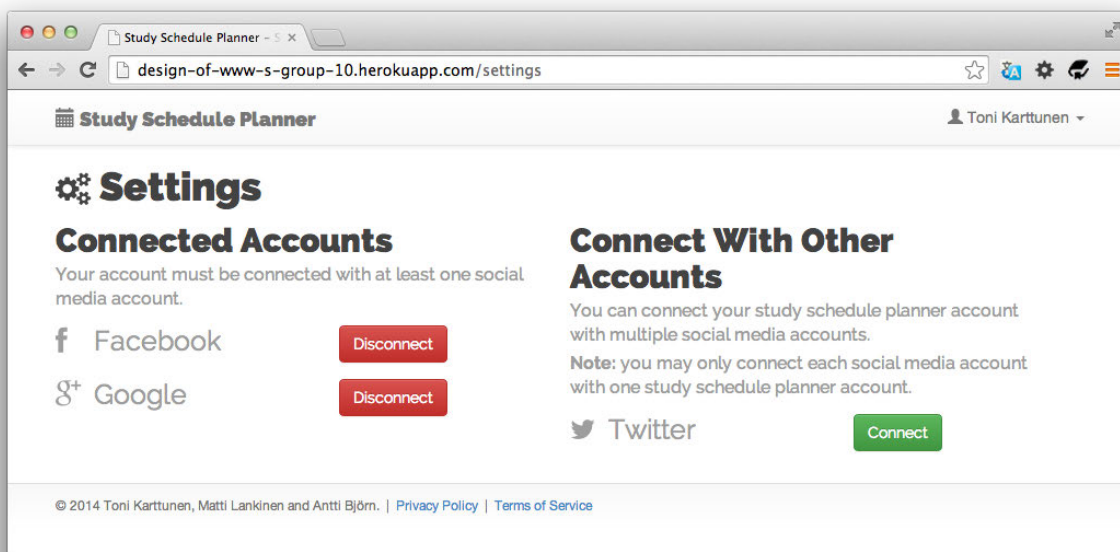 Study Schedule Planner - S
design-of-www-s-group-10.herokuapp.com/settings
Study Schedule Planner
Toni Karttunen
Settings
Connected Accounts
Your account must be connected with at least one social
media account.
Facebook Disconnect
Google Disconnect
Connect With Other
Accounts
You can connect your study schedule planner account
with multiple social media accounts.
Note: you may only connect each social media account
with one study schedule planner account.
Twitter Connect
© 2014 Toni Karttunen, Matti Lankinen and Antti Björn. | Privacy Policy | Terms of Service